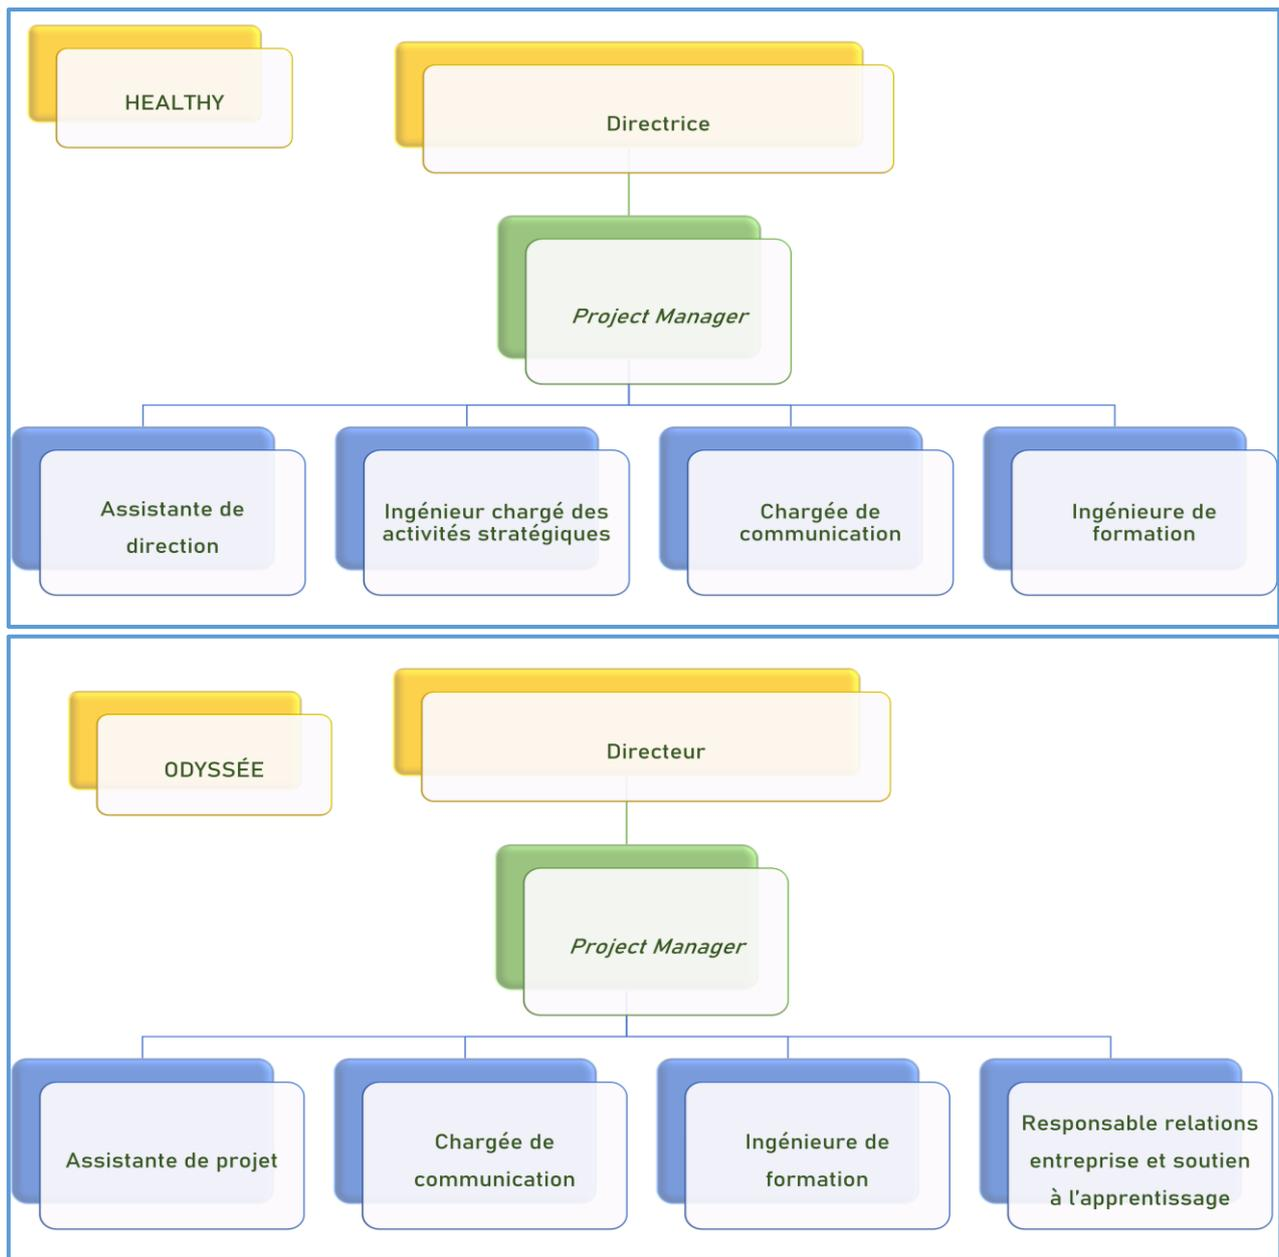 HEALTHY
Directrice
Project Manager
Assistante de
direction
Ingénieur chargé des
activités stratégiques
Chargée de
communication
Ingénieure de
formation
ODYSSÉE
Directeur
Project Manager
Assistante de projet
Chargée de
communication
Ingénieure de
formation
Responsable relations
entreprise et soutien
à l’apprentissage